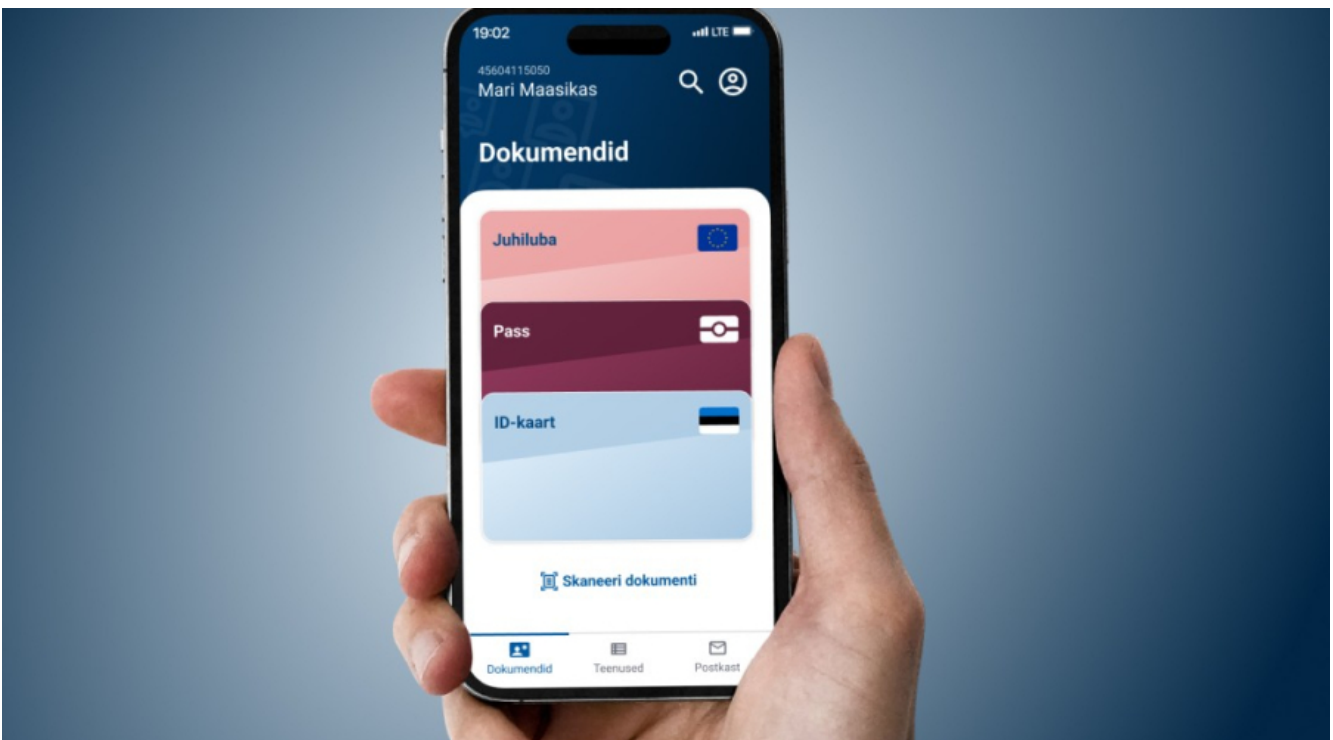 19:02
LTE
45604115050
Mari Maasikas
Dokumendid
Juhiluba
Pass
ID-kaart
Skaneeri dokumenti
Dokumendid
Teenused
Postkast